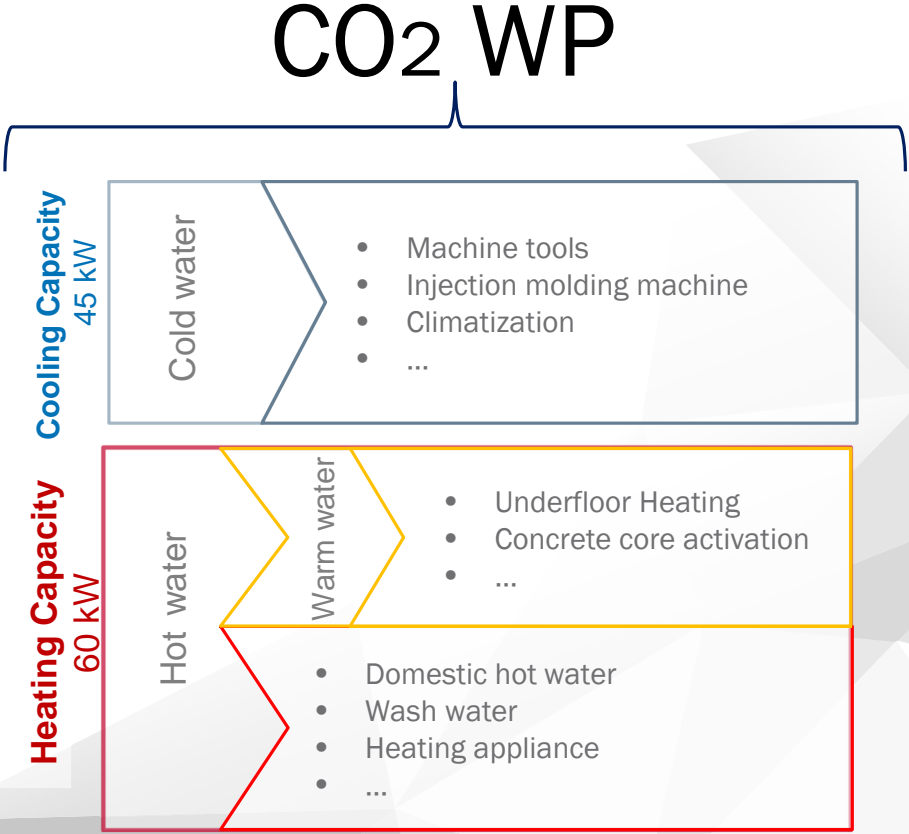 CO2 WP
Cooling Capacity
45 kW
Cold water
• Machine tools
• Injection molding machine
• Climatization
• ...
Heating Capacity
60 kW
Hot water
Warm water
• Underfloor Heating
• Concrete core activation
• ...
• Domestic hot water
• Wash water
• Heating appliance
• ...